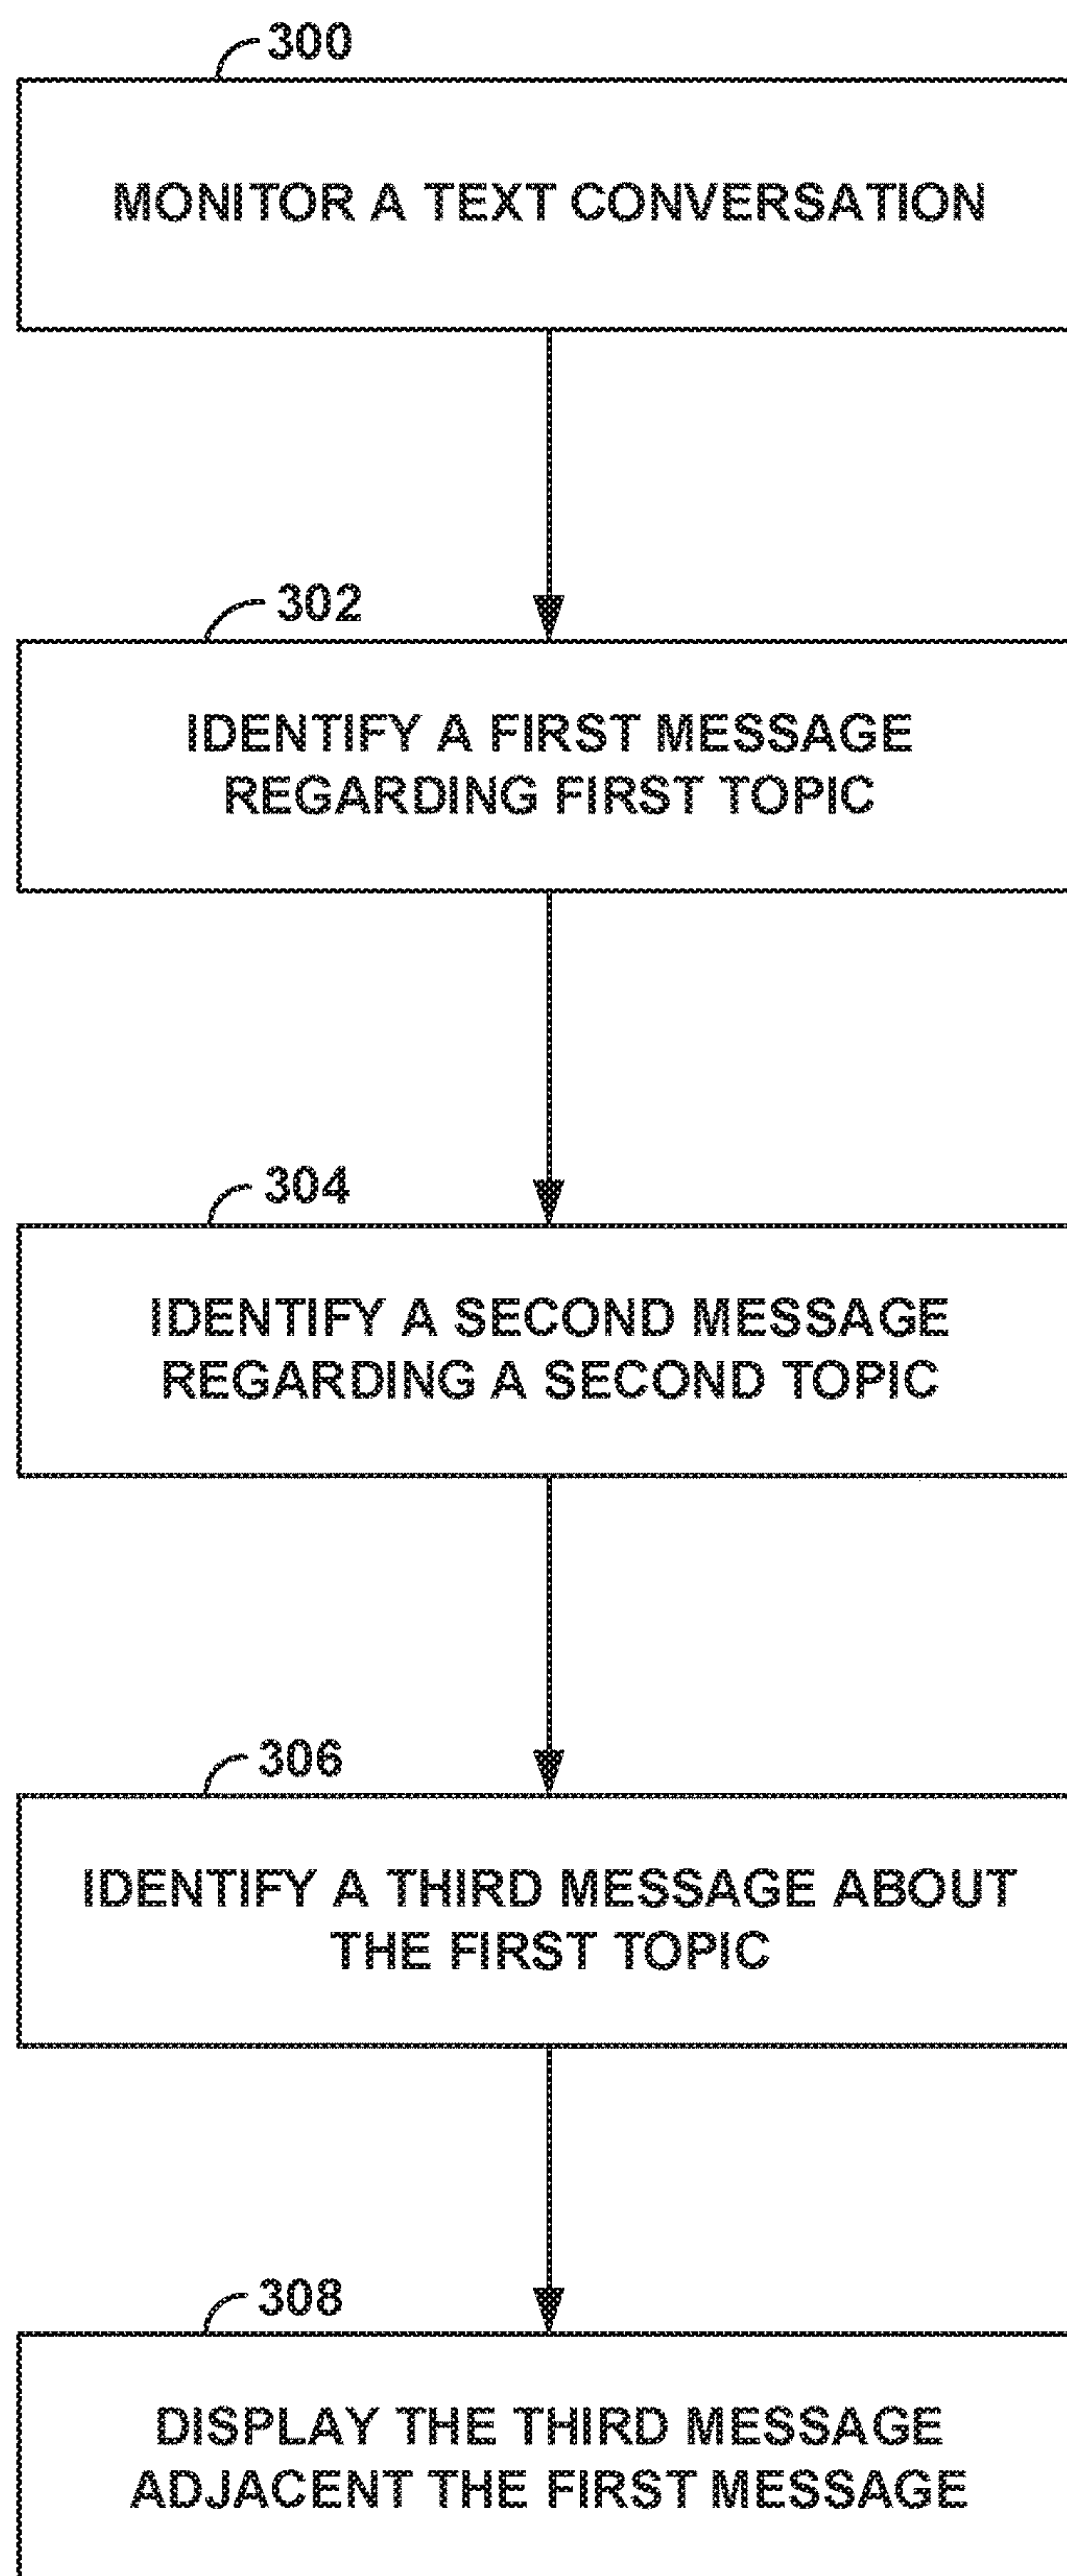 300
MONITOR A TEXT CONVERSATION
302
IDENTIFY A FIRST MESSAGE
REGARDING FIRST TOPIC
304
IDENTIFY A SECOND MESSAGE
REGARDING A SECOND TOPIC
306
IDENTIFY A THIRD MESSAGE ABOUT
THE FIRST TOPIC
308
DISPLAY THE THIRD MESSAGE
ADJACENT THE FIRST MESSAGE